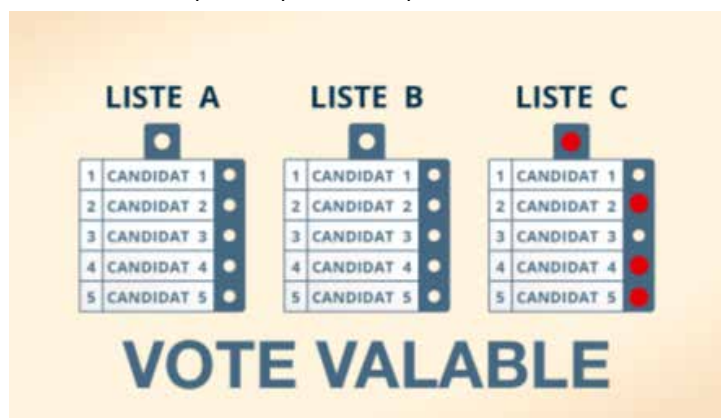 LISTE A
1 CANDIDAT 1
2 CANDIDAT 2
3 CANDIDAT 3
4 CANDIDAT 4
5 CANDIDAT 5
LISTE B
1 CANDIDAT 1
2 CANDIDAT 2
3 CANDIDAT 3
4 CANDIDAT 4
5 CANDIDAT 5
LISTE C
1 CANDIDAT 1
2 CANDIDAT 2
3 CANDIDAT 3
4 CANDIDAT 4
5 CANDIDAT 5
VOTE VALABLE